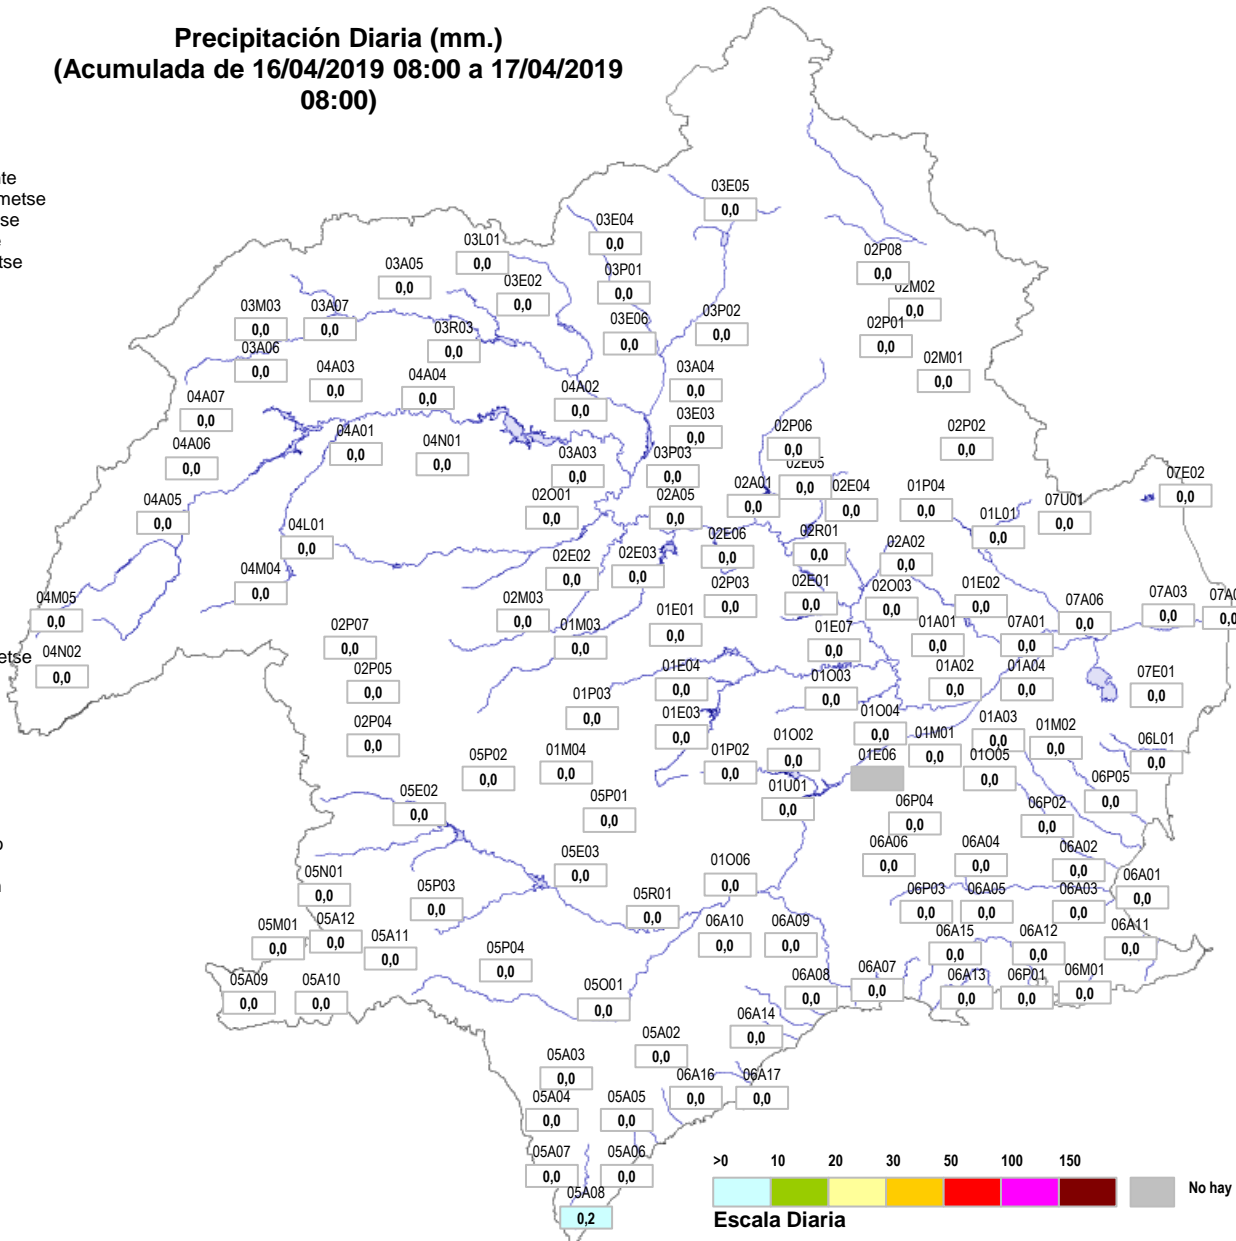 Precipitación Diaria (mm.)
(Acumulada de 16/04/2019 08:00 a 17/04/2019
08:00)
03E05
0,0
03E04
0,0
03L01
0,0
02P08
0,0
03A05
0,0
03P01
0,0
03E02
0,0
02M02
0,0
03M03
0,0
03A07
0,0
03P02
0,0
03E06
0,0
02P01
0,0
03R03
0,0
03A06
0,0
02M01
0,0
04A03
0,0
03A04
0,0
04A04
0,0
04A02
0,0
04A07
0,0
03E03
0,0
02P06
0,0
02P02
0,0
04A01
0,0
04N01
0,0
04A06
0,0
03A03
0,0
03P03
0,0
02E05
0,0
07E02
0,0
02A01
0,0
02E04
0,0
01P04
0,0
04A05
0,0
02O01
0,0
02A05
0,0
07U01
0,0
01L01
0,0
04L01
0,0
02E06
0,0
02R01
0,0
02A02
0,0
02E02
0,0
02E03
0,0
04M04
0,0
02P03
0,0
02E01
0,0
02O03
0,0
01E02
0,0
07A03
0,0
07A0
0,0
04M05
0,0
02M03
0,0
07A06
0,0
01E01
0,0
02P07
0,0
01M03
0,0
01E07
0,0
01A01
0,0
07A01
0,0
etse
04N02
0,0
02P05
0,0
01E04
0,0
01O03
0,0
01A02
0,0
01A04
0,0
07E01
0,0
01P03
0,0
02P04
0,0
01E03
0,0
01O04
0,0
01A03
0,0
01M02
0,0
01M01
0,0
06L01
0,0
05P02
0,0
01M04
0,0
01P02
0,0
01O02
0,0
01E06
01O05
0,0
06P05
0,0
05E02
0,0
05P01
0,0
01U01
0,0
06P04
0,0
06P02
0,0
05E03
0,0
01O06
0,0
06A06
0,0
06A04
0,0
06A02
0,0
05N01
0,0
05P03
0,0
05R01
0,0
06P03
0,0
06A05
0,0
06A03
0,0
06A01
0,0
05M01
0,0
05A12
0,0
05A11
0,0
06A10
0,0
06A09
0,0
06A15
0,0
06A12
0,0
06A11
0,0
05P04
0,0
05A09
0,0
05A10
0,0
05O01
0,0
06A08
0,0
06A07
0,0
06A13
0,0
06P01
0,0
06M01
0,0
06A14
0,0
05A02
0,0
05A03
0,0
06A16
0,0
06A17
0,0
05A04
0,0
05A05
0,0
05A07
0,0
05A06
0,0
05A08
0,2
>0 10 20 30 50 100 150
No hay
Escala Diaria